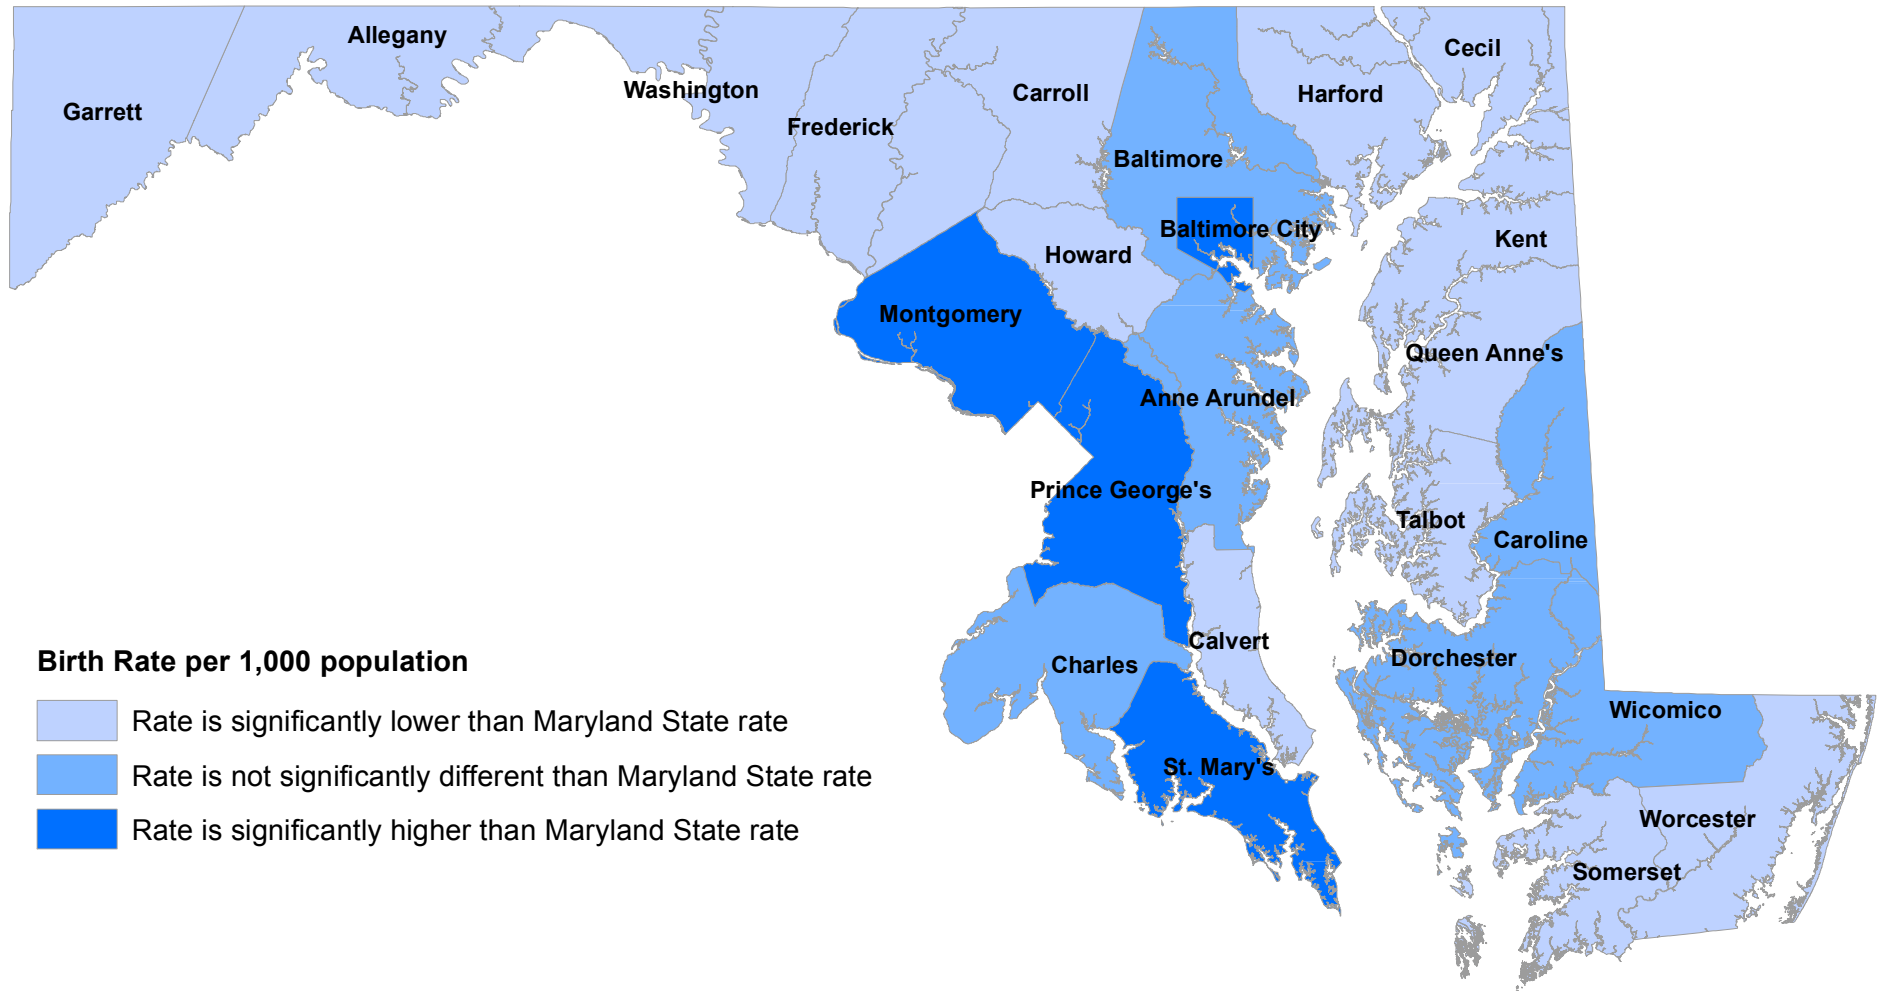 Allegany
Cecil
Washington
Carroll
Harford
Garrett
Frederick
Baltimore
Baltimore City
Kent
Howard
Montgomery
Queen Anne's
Anne Arundel
Prince George's
Talbot
Caroline
Calvert
Charles
Dorchester
Wicomico
St. Mary's
Worcester
Somerset
Birth Rate per 1,000 population
Rate is significantly lower than Maryland State rate
Rate is not significantly different than Maryland State rate
Rate is significantly higher than Maryland State rate